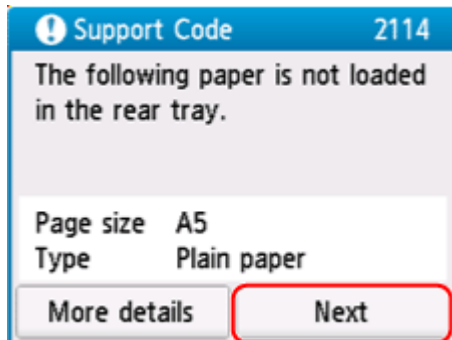 Support Code 2114
The following paper is not loaded
in the rear tray.
Page size A5
Type Plain paper
More details Next